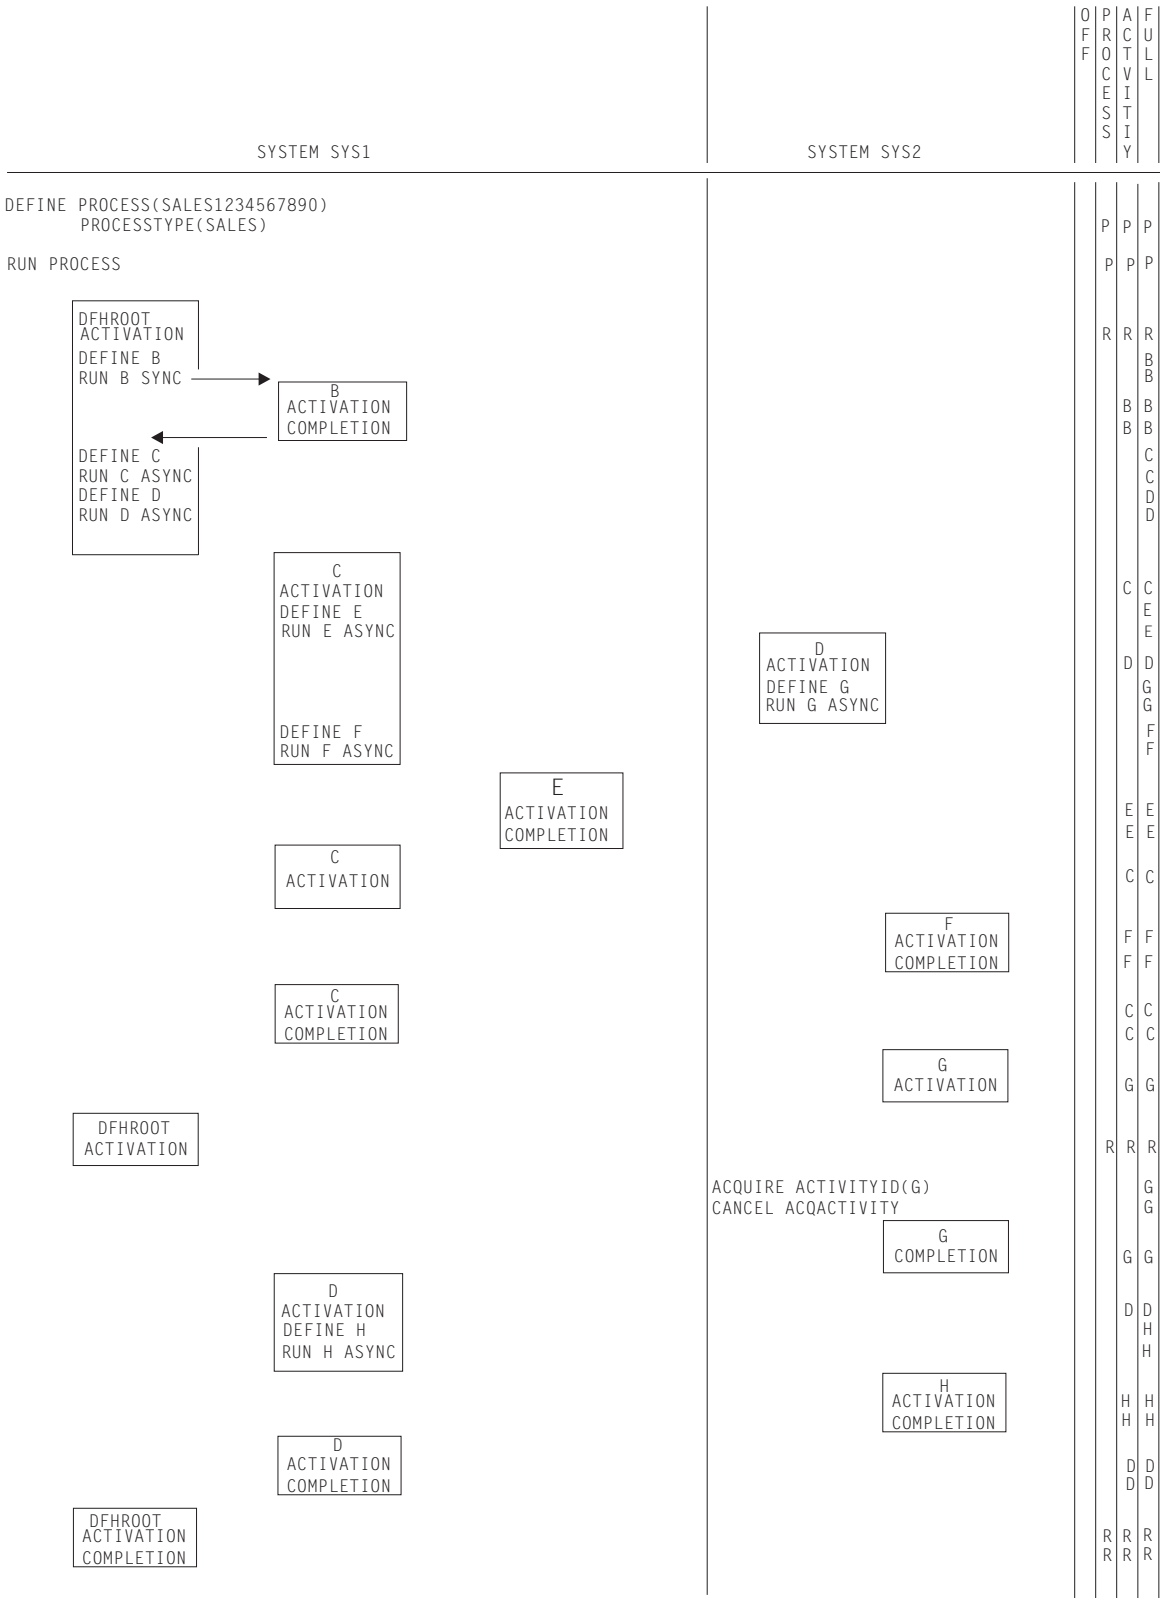 OFF
PROCESS
ACTVITIY
FULL
SYSTEM SYS1
SYSTEM SYS2
DEFINE PROCESS(SALES1234567890)
PROCESSTYPE(SALES)
P P P
RUN PROCESS
P P P
DFHROOT
ACTIVATION
R R R
DEFINE B
B
RUN B SYNC
B
B
ACTIVATION
B B
COMPLETION
B B
DEFINE C
C
RUN C ASYNC
C
DEFINE D
D
RUN D ASYNC
D
C
ACTIVATION
C C
DEFINE E
E
RUN E ASYNC
E
D
ACTIVATION
D D
DEFINE G
G
RUN G ASYNC
G
DEFINE F
F
RUN F ASYNC
F
E
ACTIVATION
E E
COMPLETION
E E
C
ACTIVATION
C C
F
ACTIVATION
F F
COMPLETION
F F
C
ACTIVATION
C C
COMPLETION
C C
G
ACTIVATION
G G
DFHROOT
ACTIVATION
R R R
ACQUIRE ACTIVITYID(G)
G
CANCEL ACQACTIVITY
G
G
COMPLETION
G G
D
ACTIVATION
D D
DEFINE H
H
RUN H ASYNC
H
H
ACTIVATION
H H
COMPLETION
H H
D
ACTIVATION
D D
COMPLETION
D D
DFHROOT
ACTIVATION
R R R
COMPLETION
R R R